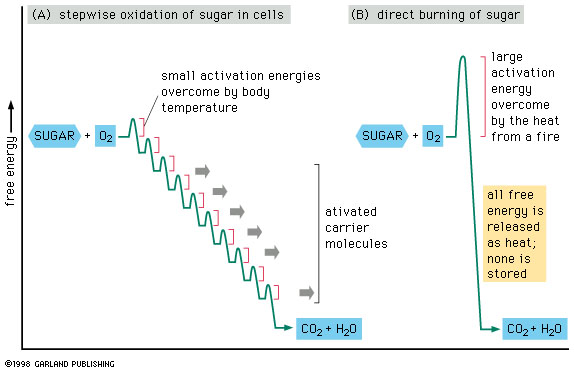 (A) stepwise oxidation of sugar in cells
(B) direct burning of sugar
small activation energies
overcome by body
temperature
large
activation
energy
overcome
by the heat
from a fire
free energy
SUGAR + O2
SUGAR + O2
ativated
carrier
molecules
all free
energy is
released
as heat;
none is
stored
CO2 + H2O
CO2 + H2O
©1998 GARLAND PUBLISHING